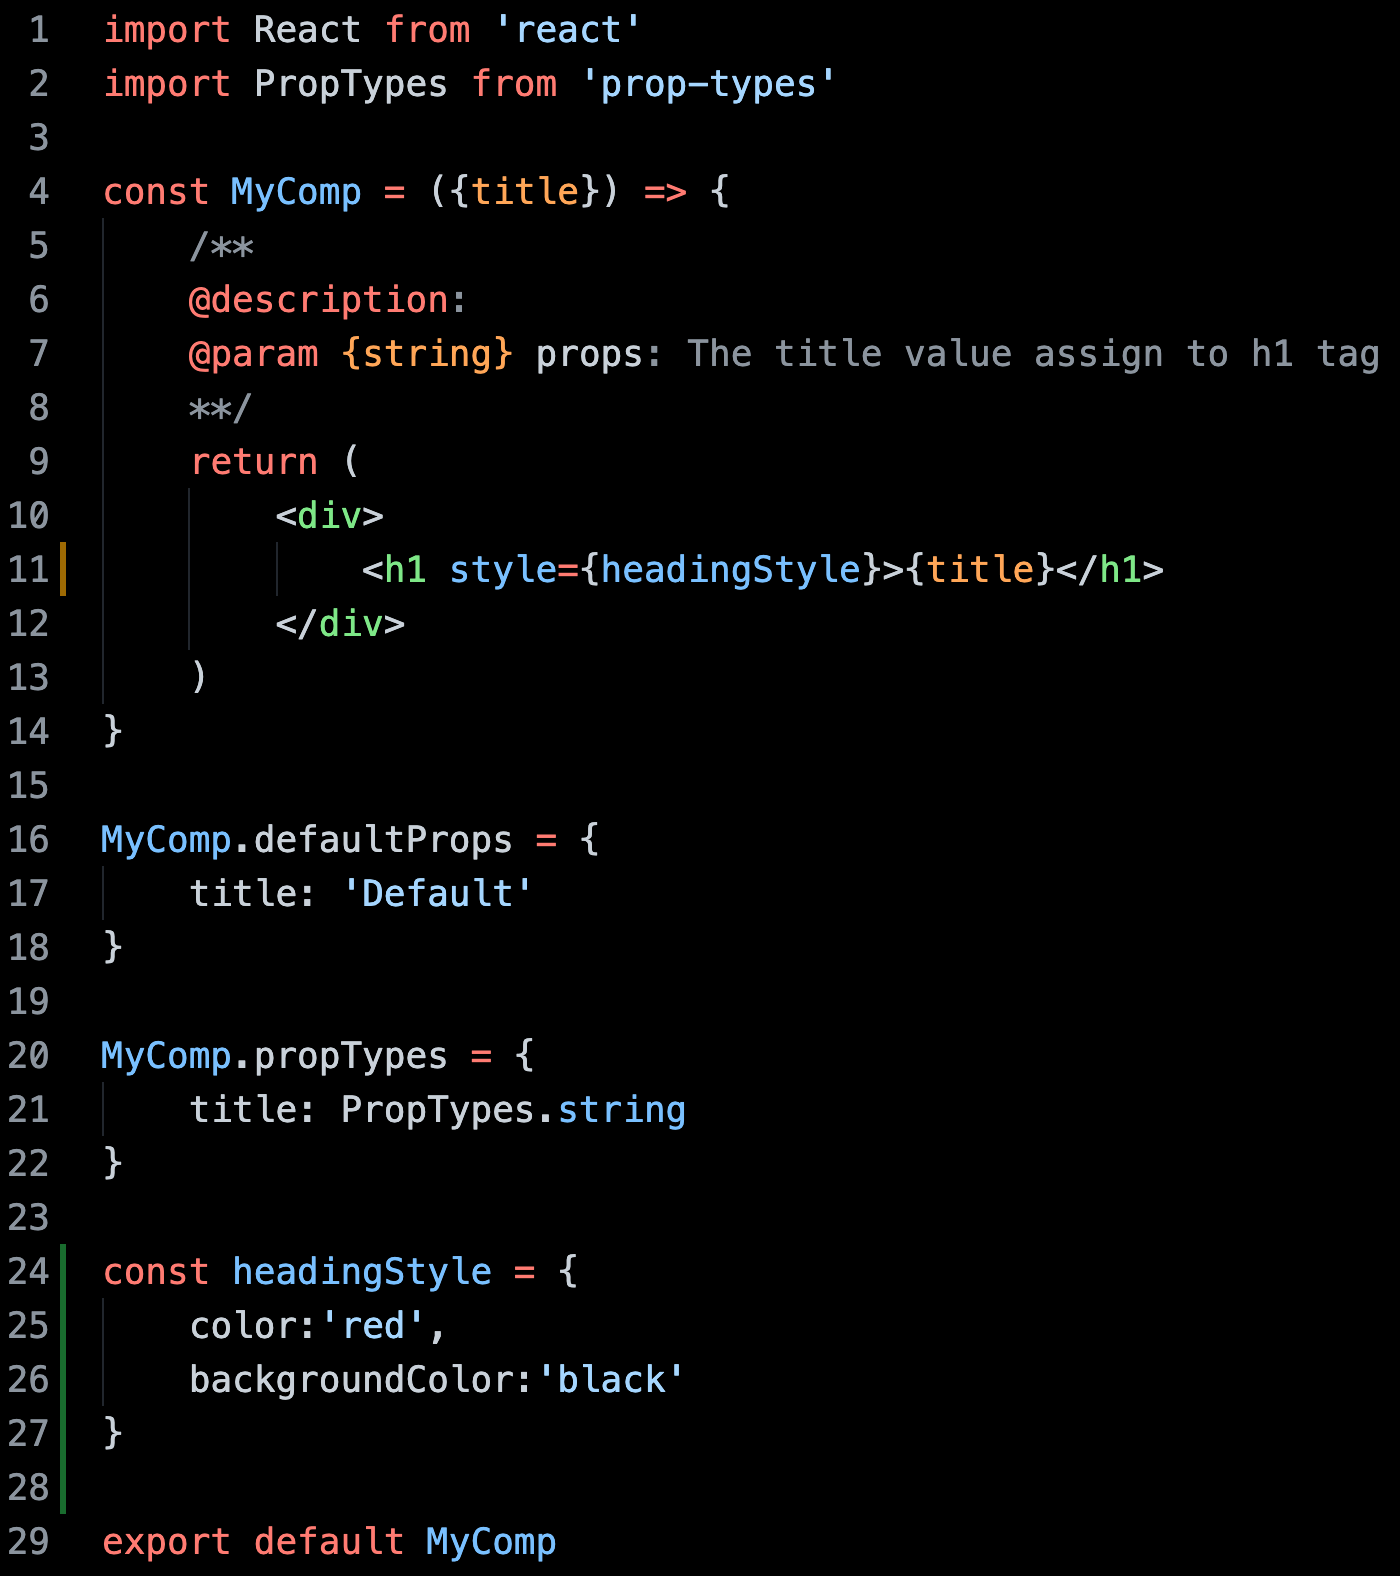 1 import React from 'react'
2 import PropTypes from 'prop-types'
3
4 const MyComp = ({title}) => {
5     /**
6     @description:
7     @param {string} props: The title value assign to h1 tag
8     **/
9     return (
10         <div>
11             <h1 style={headingStyle}>{title}</h1>
12         </div>
13     )
14 }
15
16 MyComp.defaultProps = {
17     title: 'Default'
18 }
19
20 MyComp.propTypes = {
21     title: PropTypes.string
22 }
23
24 const headingStyle = {
25     color:'red',
26     backgroundColor:'black'
27 }
28
29 export default MyComp